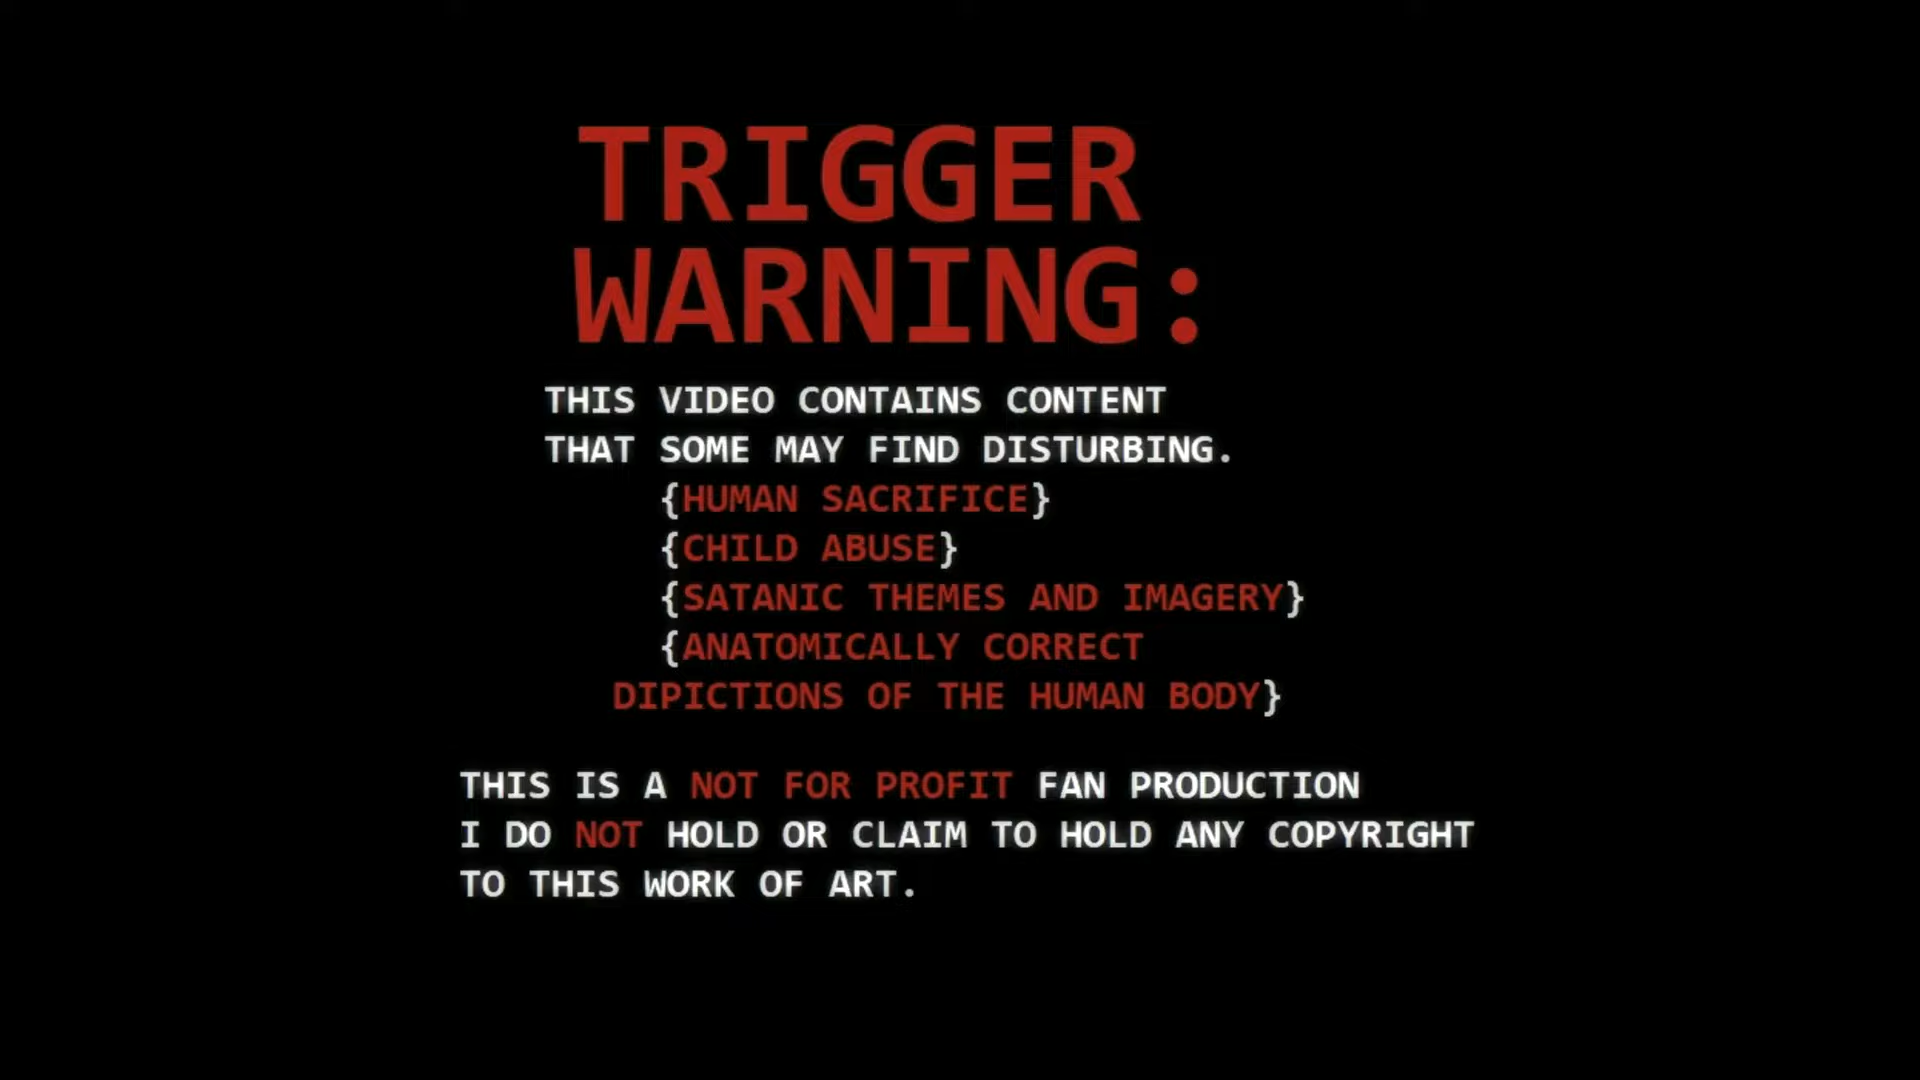 TRIGGER
WARNING:
THIS VIDEO CONTAINS CONTENT
THAT SOME MAY FIND DISTURBING.
{HUMAN SACRIFICE}
{CHILD ABUSE}
{SATANIC THEMES AND IMAGERY}
{ANATOMICALLY CORRECT
DIPICTIONS OF THE HUMAN BODY}
THIS IS A NOT FOR PROFIT FAN PRODUCTION
I DO NOT HOLD OR CLAIM TO HOLD ANY COPYRIGHT
TO THIS WORK OF ART.